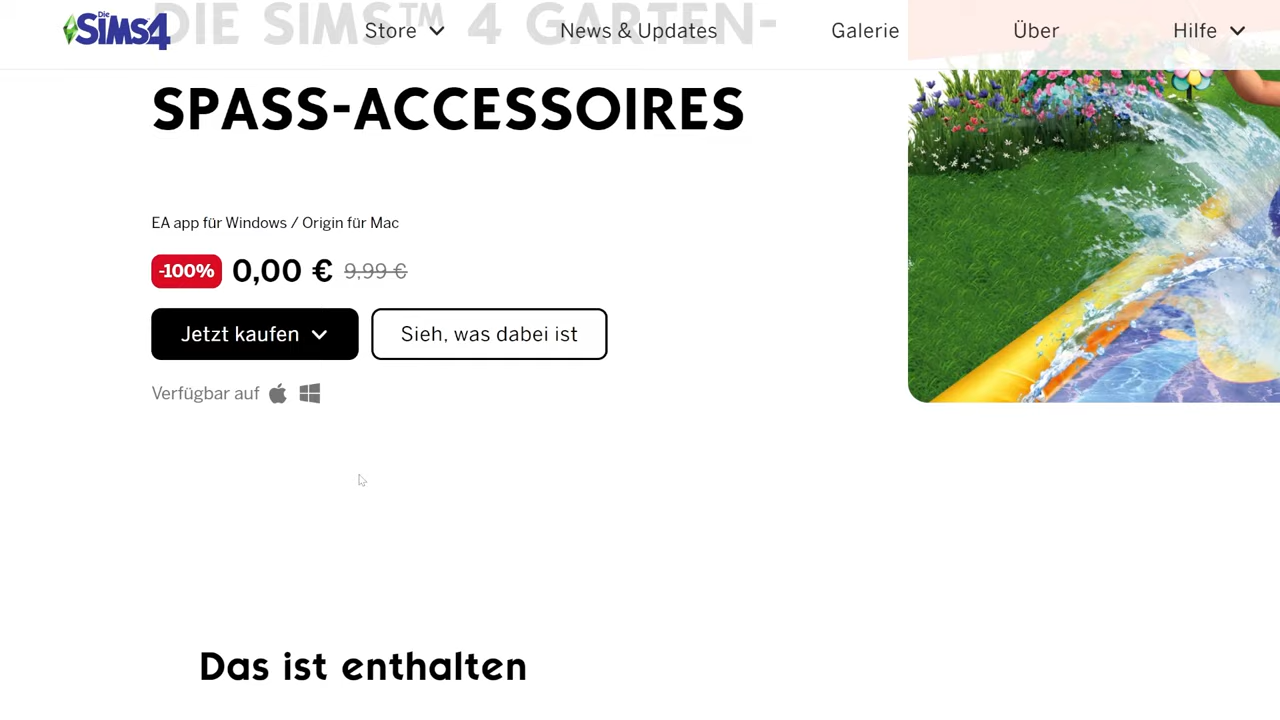 Die SiMS4
Store
News & Updates
Galerie
Über
Hilfe
DIE SIMS™ 4 GARTEN-
SPASS-ACCESSOIRES
EA app für Windows / Origin für Mac
-100% 0,00 € 9,99 €
Jetzt kaufen
Sieh, was dabei ist
Verfügbar auf
Das ist enthalten